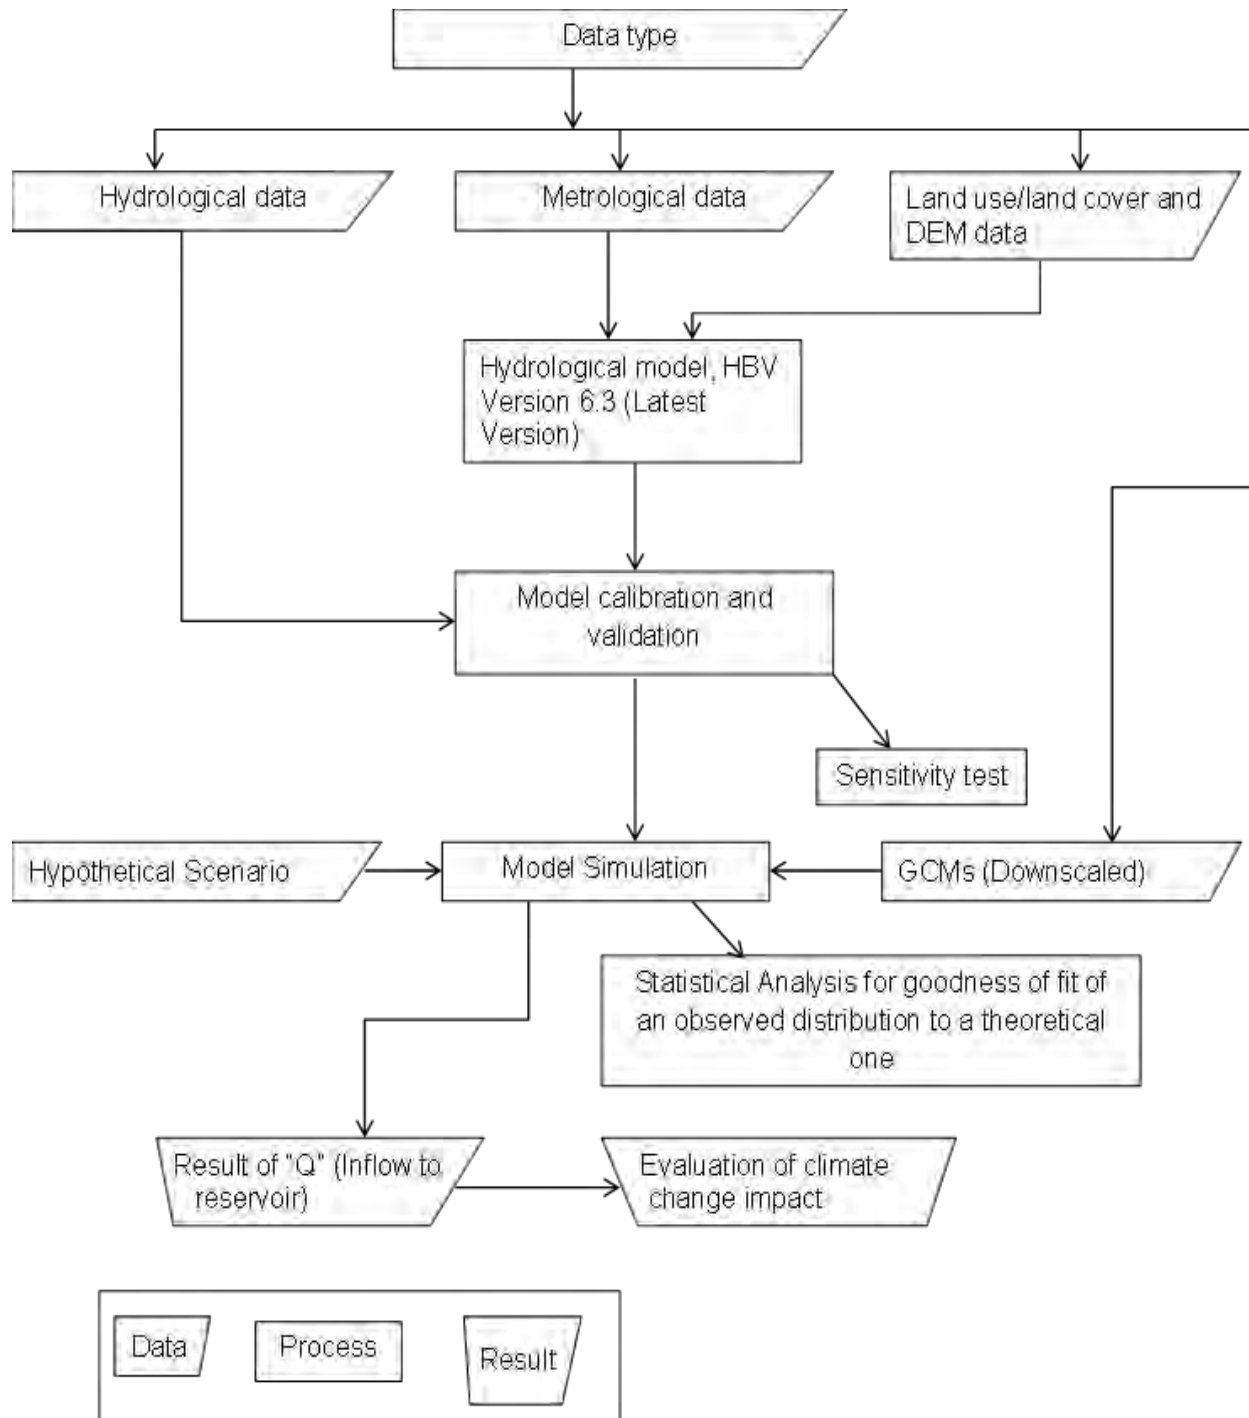 Data type
Hydrological data
Metrological data
Land use/land cover and
DEM data
Hydrological model, HBV
Version 6.3 (Latest
Version)
Model calibration and
validation
Sensitivity test
Hypothetical Scenario
Model Simulation
GCMs (Downscaled)
Statistical Analysis for goodness of fit of
an observed distribution to a theoretical
one
Result of "Q" (Inflow to
reservoir)
Evaluation of climate
change impact
Data
Process
Result